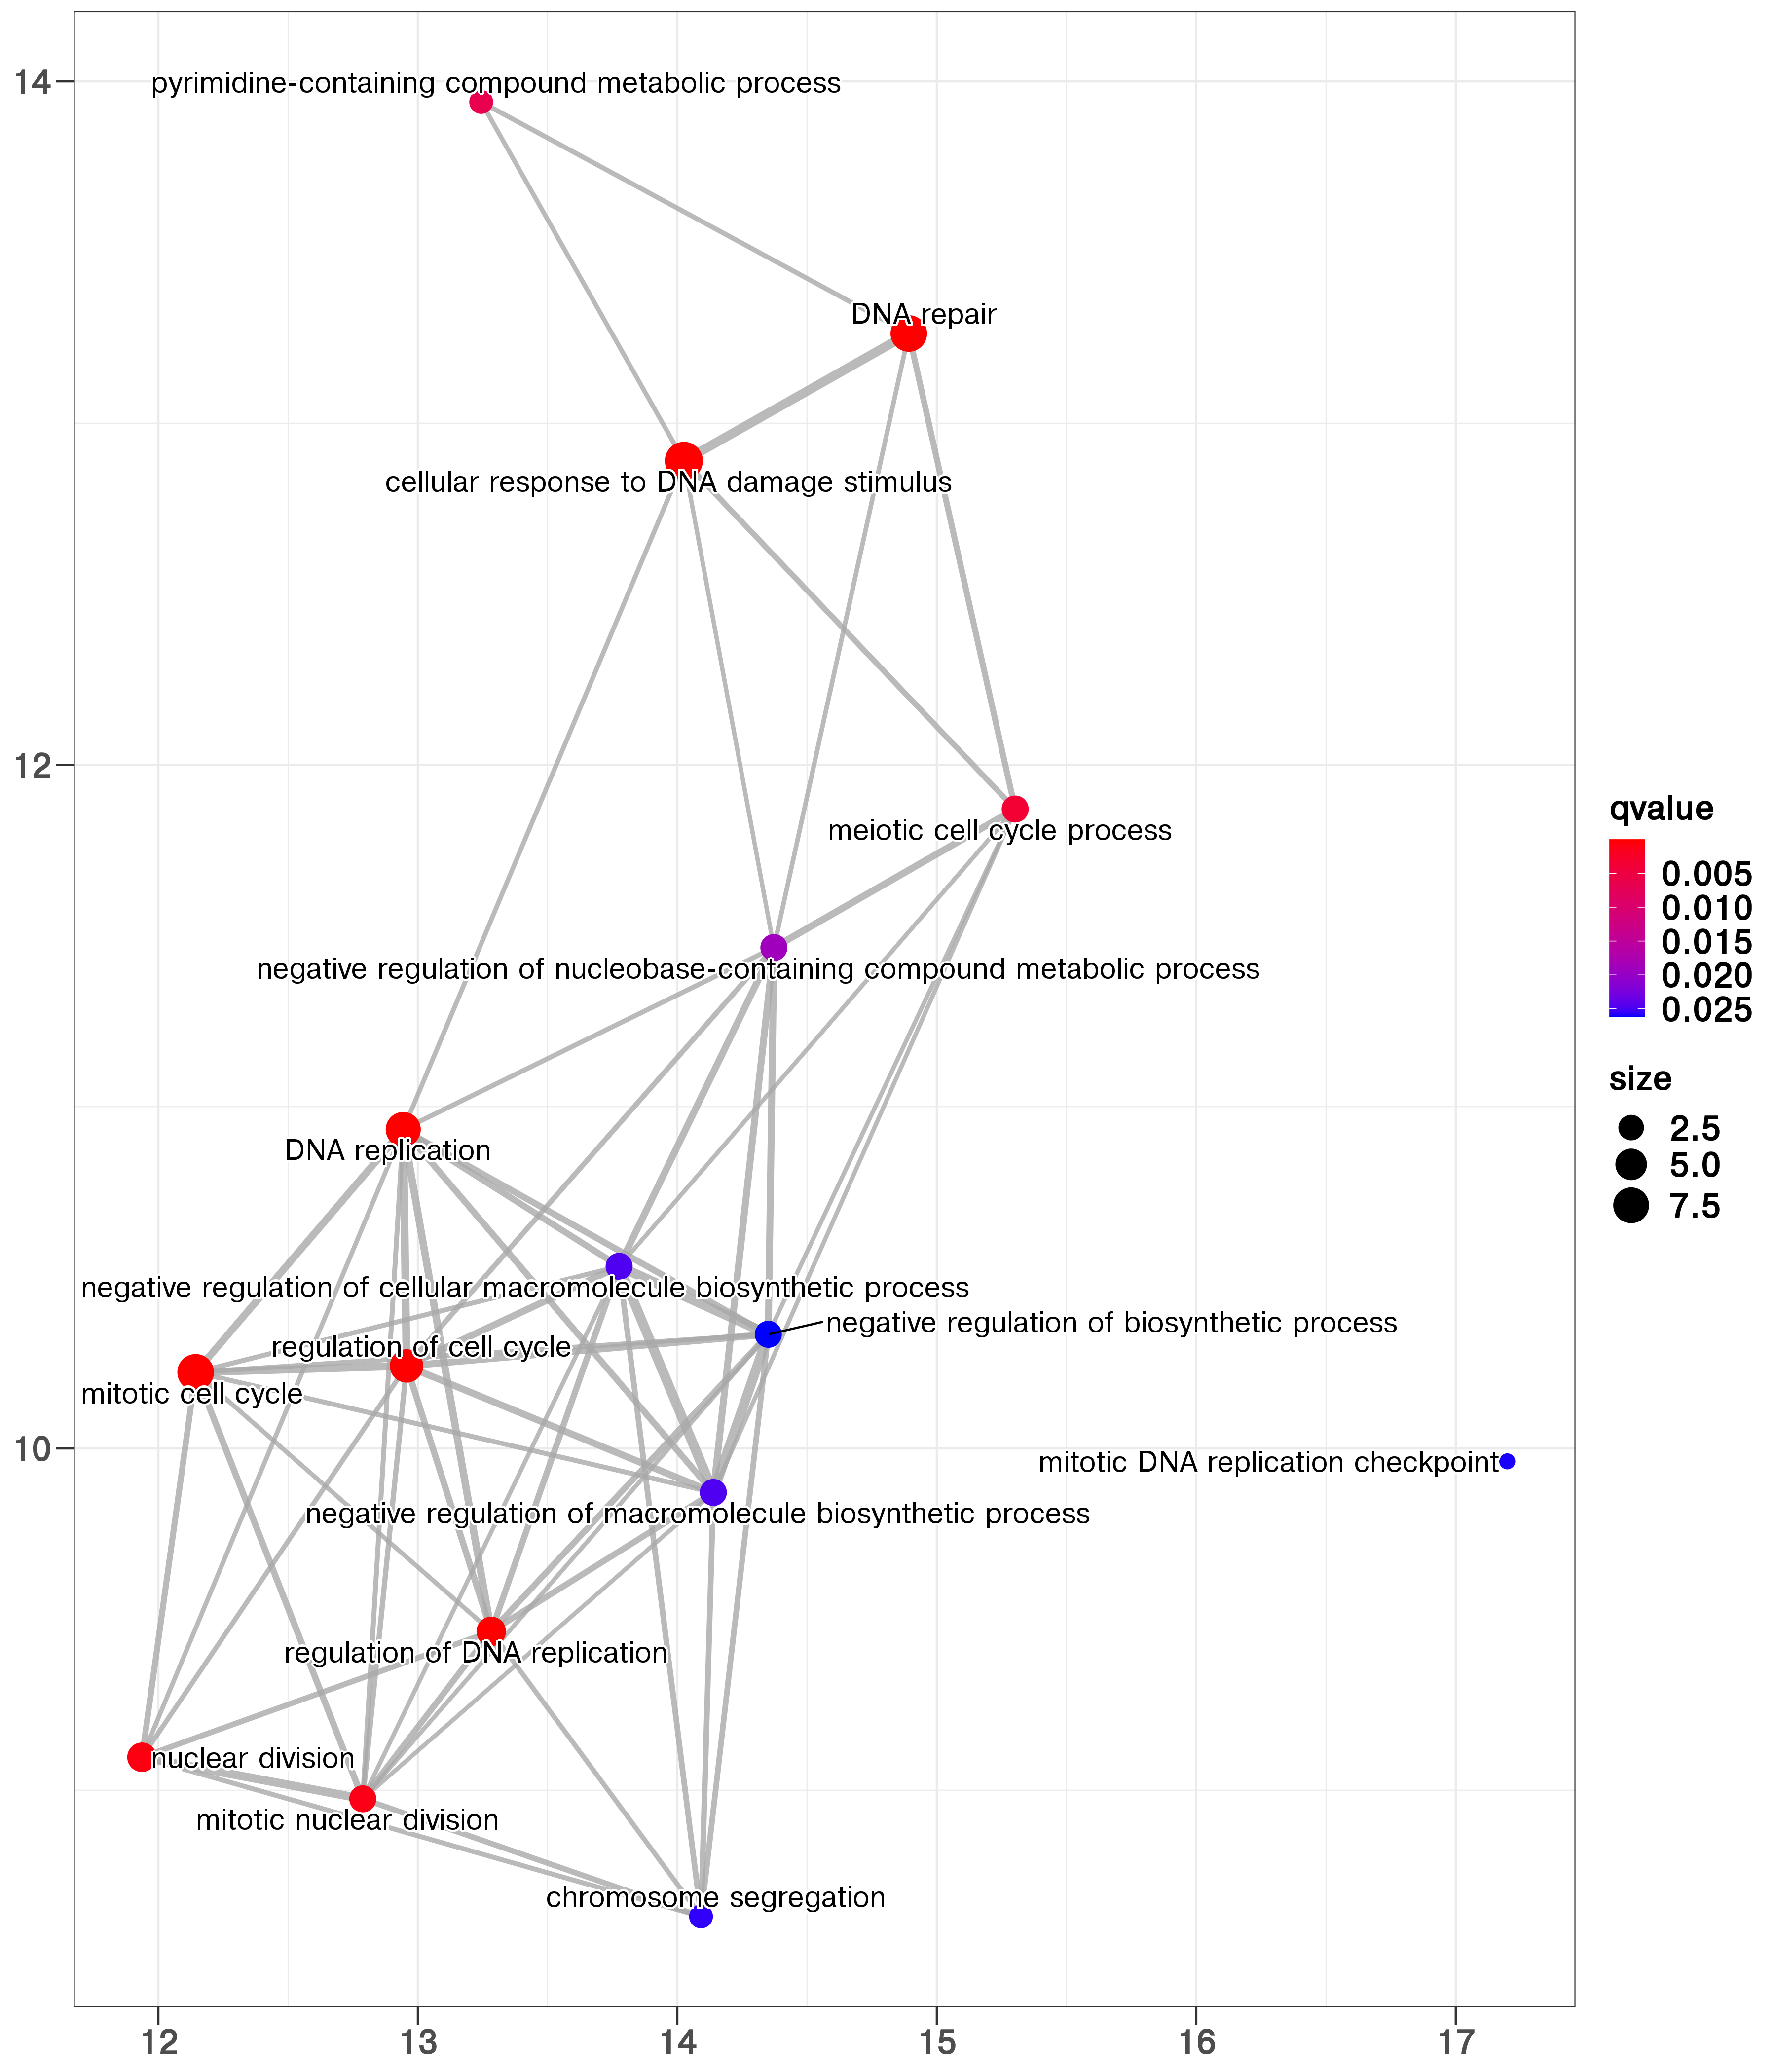 14
pyrimidine-containing compound metabolic process
DNA repair
cellular response to DNA damage stimulus
12
meiotic cell cycle process
negative regulation of nucleobase-containing compound metabolic process
DNA replication
negative regulation of cellular macromolecule biosynthetic process
negative regulation of biosynthetic process
regulation of cell cycle
mitotic cell cycle
10
mitotic DNA replication checkpoint
negative regulation of macromolecule biosynthetic process
regulation of DNA replication
nuclear division
mitotic nuclear division
chromosome segregation
12 13 14 15 16 17
qvalue
0.005
0.010
0.015
0.020
0.025
size
2.5
5.0
7.5